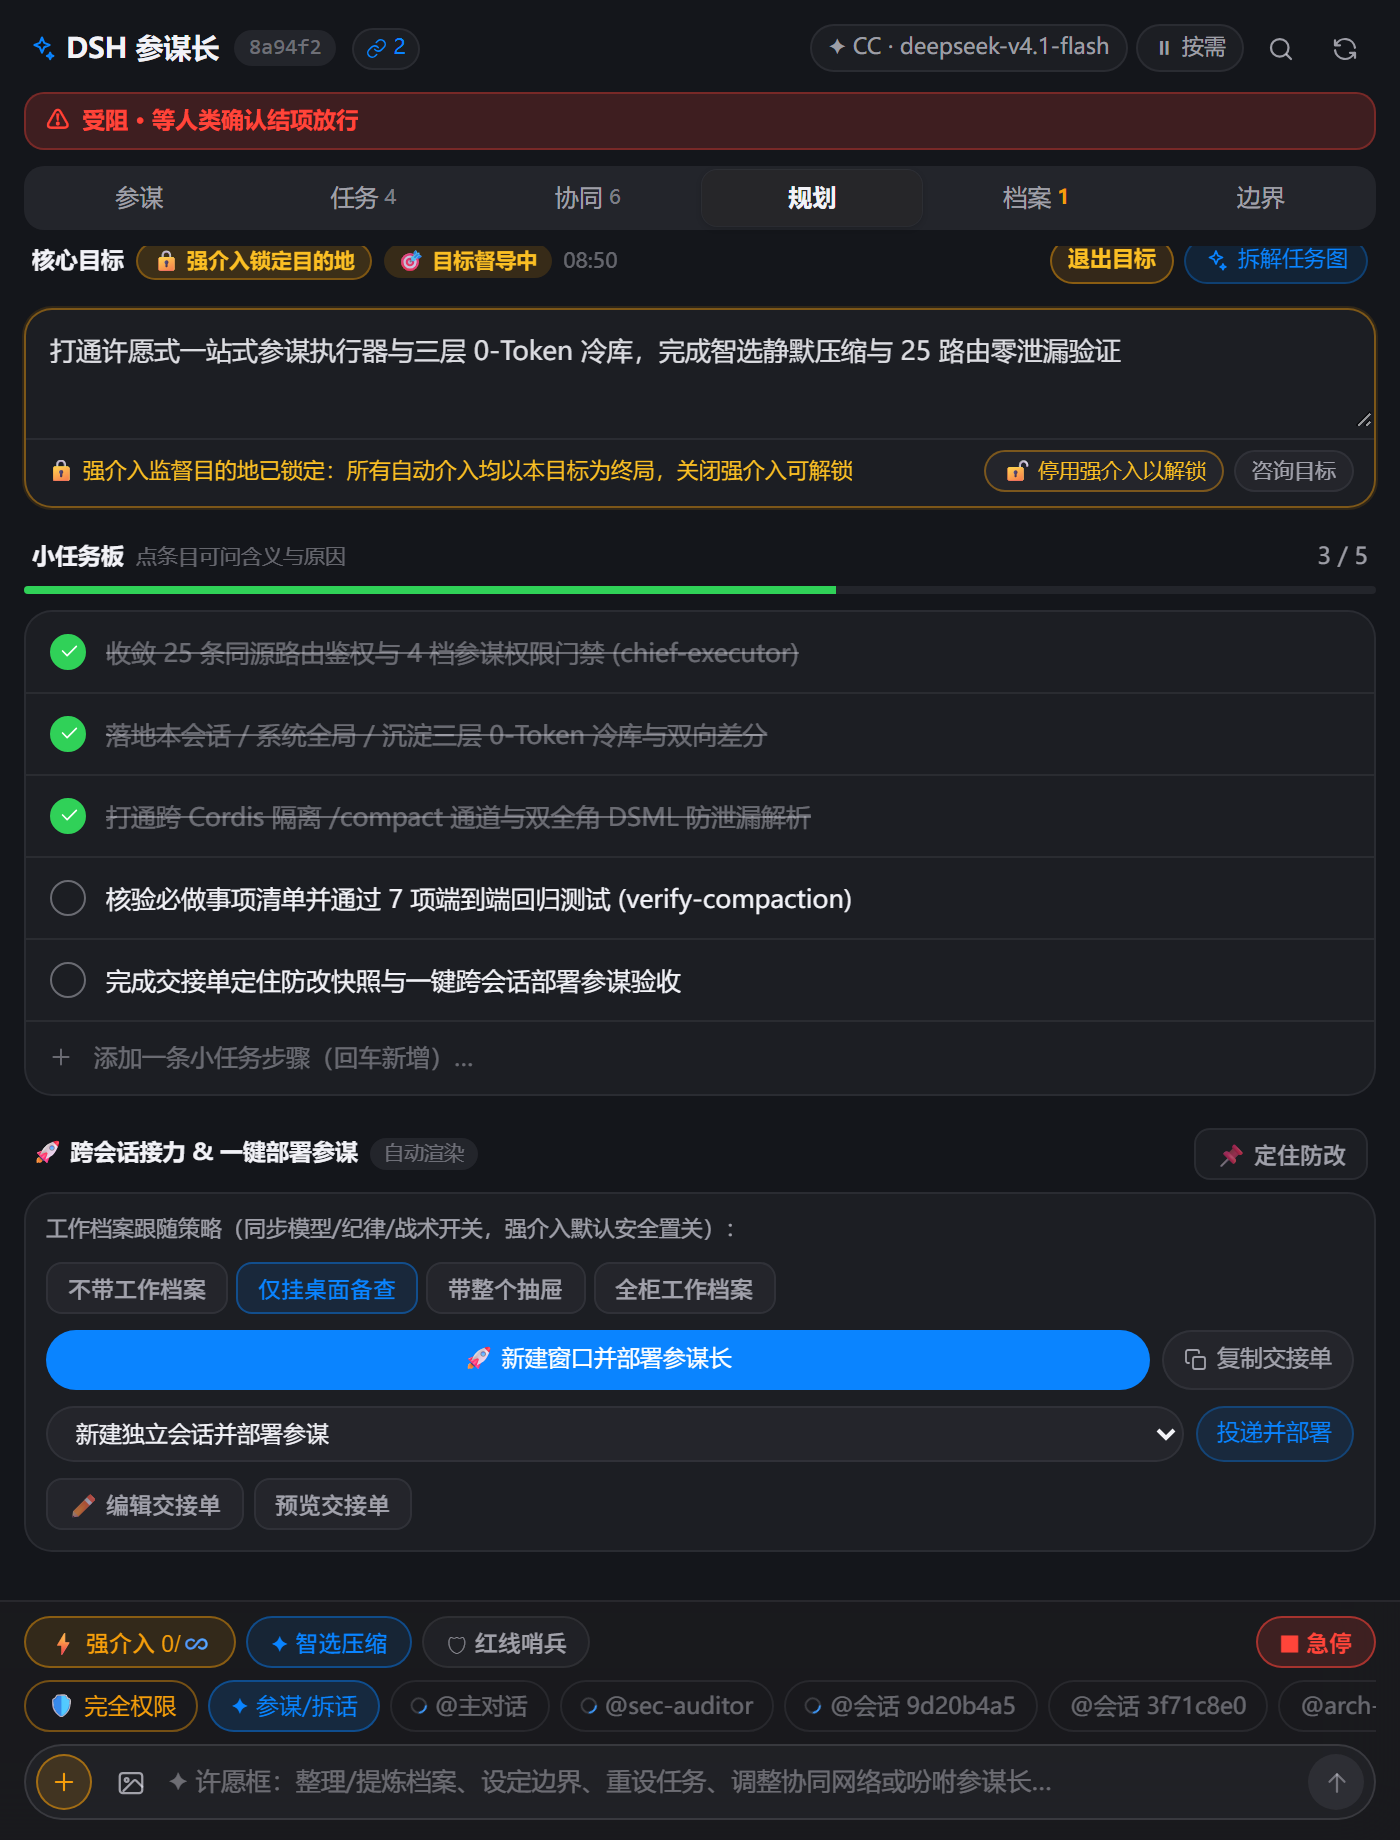 DSH 参谋长 8a94f2 2 ✦ CC · deepseek-v4.1-flash 按需
受阻 · 等人类确认结项放行
参谋 任务 4 协同 6 规划 档案 1 边界
核心目标 🔒 强介入锁定目的地 🎯 目标督导中 08:50 退出目标 拆解任务图
打通许愿式一站式参谋执行器与三层 0-Token 冷库，完成智选静默压缩与 25 路由零泄漏验证
🔒 强介入监督目的地已锁定：所有自动介入均以本目标为终局，关闭强介入可解锁 🔓 停用强介入以解锁 咨询目标
小任务板 点条目可问含义与原因 3 / 5
收敛 25 条同源路由鉴权与 4 档参谋权限门禁 (chief-executor)
落地本会话 / 系统全局 / 沉淀三层 0-Token 冷库与双向差分
打通跨 Cordis 隔离 /compact 通道与双全角 DSML 防泄漏解析
核验必做事项清单并通过 7 项端到端回归测试 (verify-compaction)
完成交接单定住防改快照与一键跨会话部署参谋验收
+ 添加一条小任务步骤（回车新增）...
🚀 跨会话接力 & 一键部署参谋 自动渲染 📌 定住防改
工作档案跟随策略（同步模型/纪律/战术开关，强介入默认安全置关）：
不带工作档案 仅挂桌面备查 带整个抽屉 全柜工作档案
🚀 新建窗口并部署参谋长 复制交接单
新建独立会话并部署参谋 投递并部署
编辑交接单 预览交接单
⚡ 强介入 0/∞ ✦ 智选压缩 🛡 红线哨兵 急停
🛡 完全权限 ✦ 参谋/拆话 @主对话 @sec-auditor @会话 9d20b4a5 @会话 3f71c8e0 @arch-
✦ 许愿框：整理/提炼档案、设定边界、重设任务、调整协同网络或吩咐参谋长...